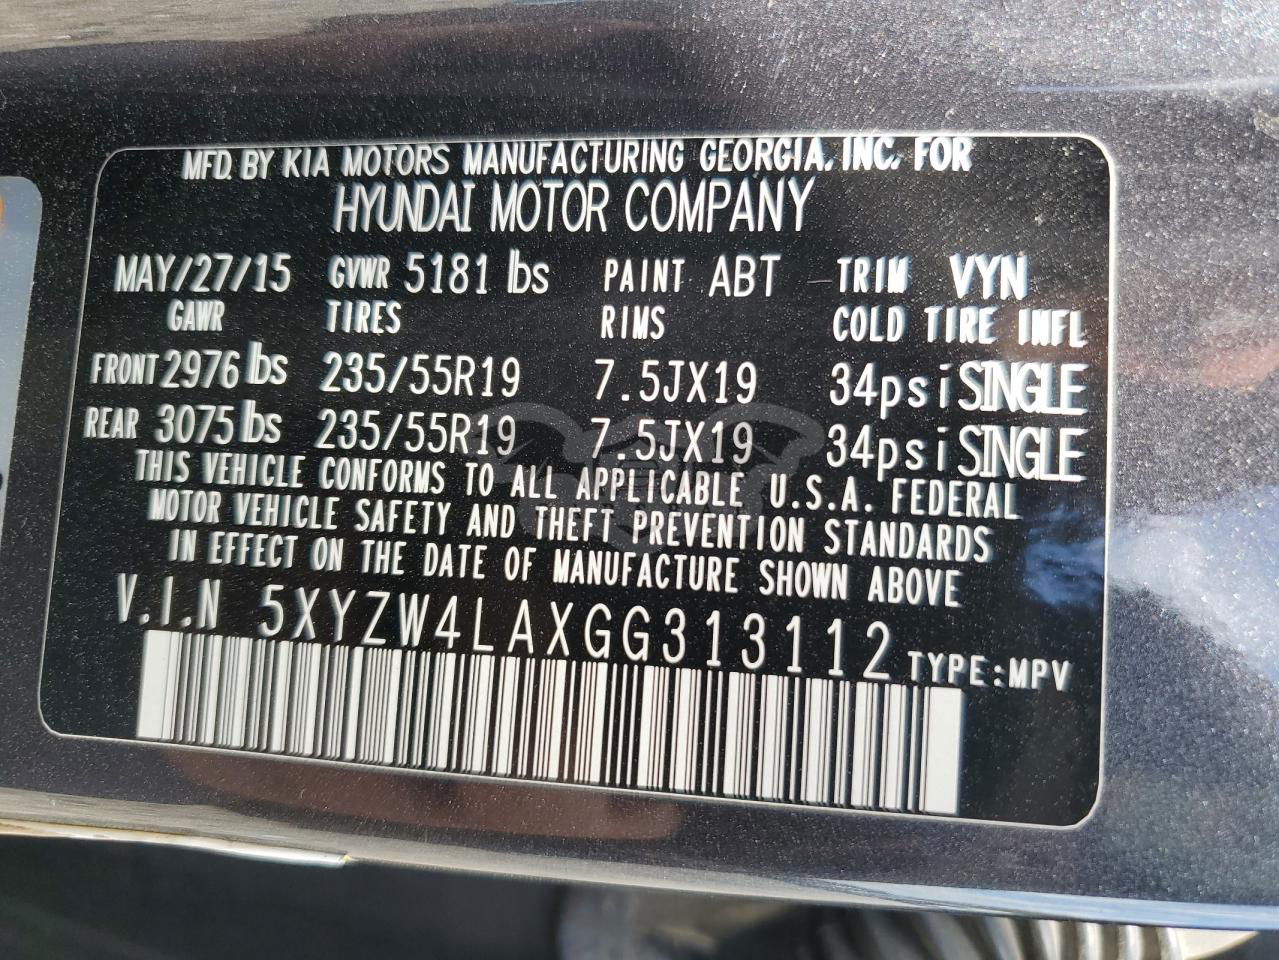 MFD. BY KIA MOTORS MANUFACTURING GEORGIA, INC. FOR
HYUNDAI MOTOR COMPANY
MAY/27/15 GVWR 5181 lbs PAINT ABT TRIM VYN
GAWR TIRES RIMS COLD TIRE INFL
FRONT 2976 lbs 235/55R19 7.5JX19 34psi SINGLE
REAR 3075 lbs 235/55R19 7.5JX19 34psi SINGLE
THIS VEHICLE CONFORMS TO ALL APPLICABLE U.S.A. FEDERAL
MOTOR VEHICLE SAFETY AND THEFT PREVENTION STANDARDS
IN EFFECT ON THE DATE OF MANUFACTURE SHOWN ABOVE
V.I.N 5XYZW4LAXGG313112 TYPE:MPV